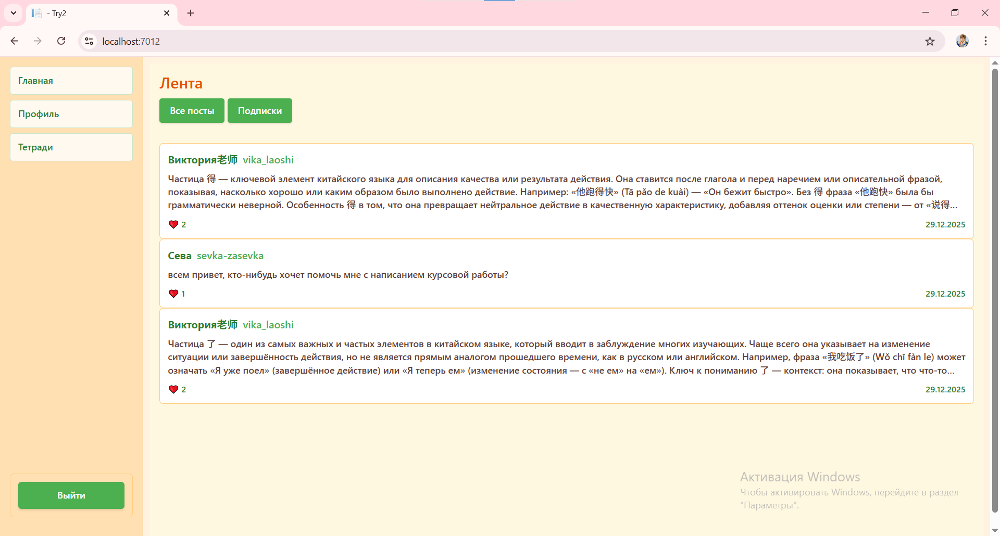 - Try2
localhost:7012
Главная
Профиль
Тетради
Выйти
Лента
Все посты Подписки
Виктория老师 vika_laoshi
Частица 得 — ключевой элемент китайского языка для описания качества или результата действия. Она ставится после глагола и перед наречием или описательной фразой,
показывая, насколько хорошо или каким образом было выполнено действие. Например: «他跑得快» (Tā pǎo de kuài) — «Он бежит быстро». Без 得 фраза «他跑快» была бы
грамматически неверной. Особенность 得 в том, что она превращает нейтральное действие в качественную характеристику, добавляя оттенок оценки или степени — от «说得...
2 29.12.2025
Сева sevka-zasevka
всем привет, кто-нибудь хочет помочь мне с написанием курсовой работы?
1 29.12.2025
Виктория老师 vika_laoshi
Частица 了 — один из самых важных и частых элементов в китайском языке, который вводит в заблуждение многих изучающих. Чаще всего она указывает на изменение
ситуации или завершённость действия, но не является прямым аналогом прошедшего времени, как в русском или английском. Например, фраза «我吃饭了» (Wǒ chī fàn le) может
означать «Я уже поел» (завершённое действие) или «Я теперь ем» (изменение состояния — с «не ем» на «ем»). Ключ к пониманию 了 — контекст: она показывает, что что-то...
2 29.12.2025
Активация Windows
Чтобы активировать Windows, перейдите в раздел
"Параметры".